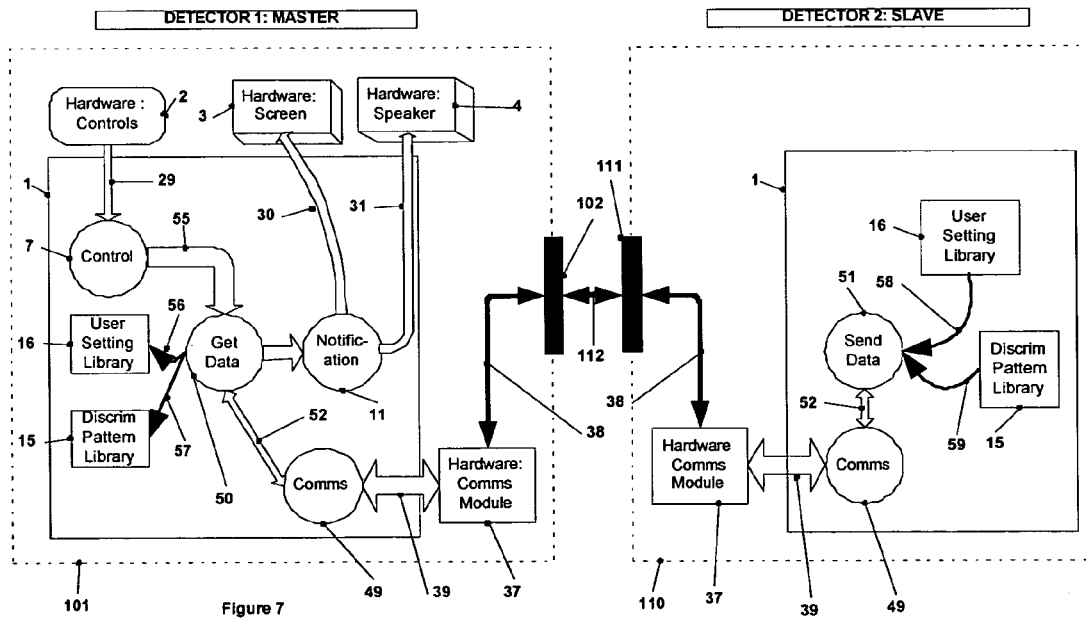 DETECTOR 1: MASTER
DETECTOR 2: SLAVE
2
Hardware :
Controls
3
Hardware:
Screen
Hardware:
Speaker
4
1
29
55
30
31
102
111
1
16
User
Setting
Library
7
Control
51
58
56
16
User
Setting
Library
Get
Data
Notific-
ation
112
Send
Data
Discrim
Pattern
Library
15
Discrim
Pattern
Library
57
11
52
38
38
52
59
15
50
Comms
Hardware:
Comms
Module
Hardware
Comms
Module
Comms
101
Figure 7
49
39
37
110
37
39
49